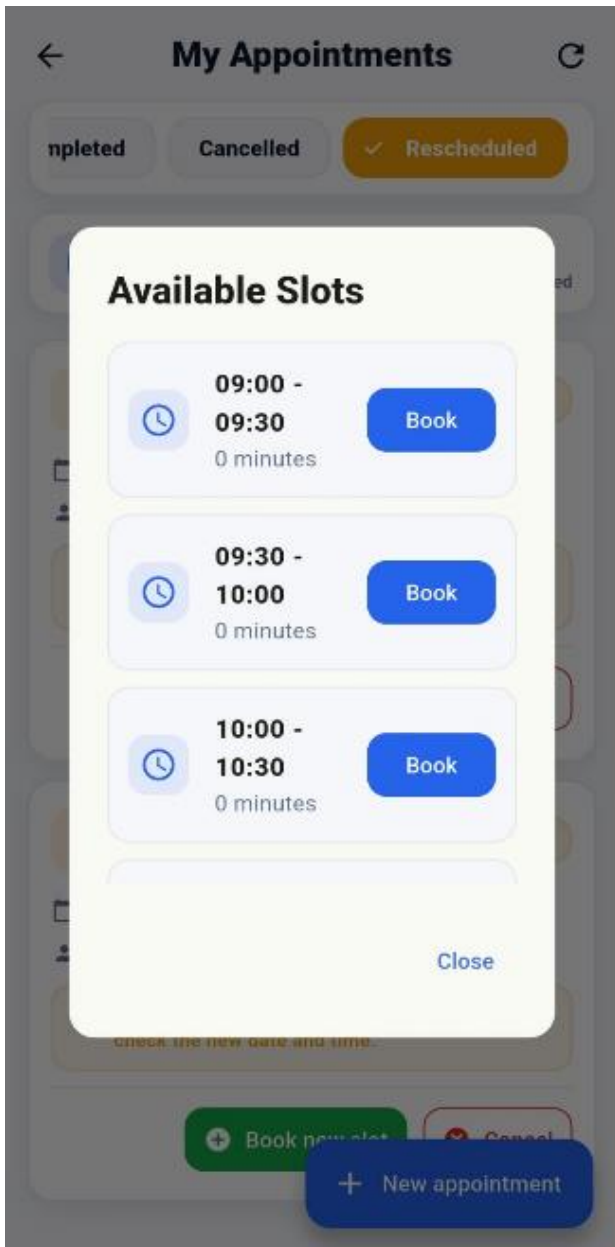 My Appointments
mpleted Cancelled Rescheduled
ed
Available Slots
09:00 -
09:30
0 minutes
Book
09:30 -
10:00
0 minutes
Book
10:00 -
10:30
0 minutes
Book
Close
check the new date and time.
Book new slot Cancel
New appointment